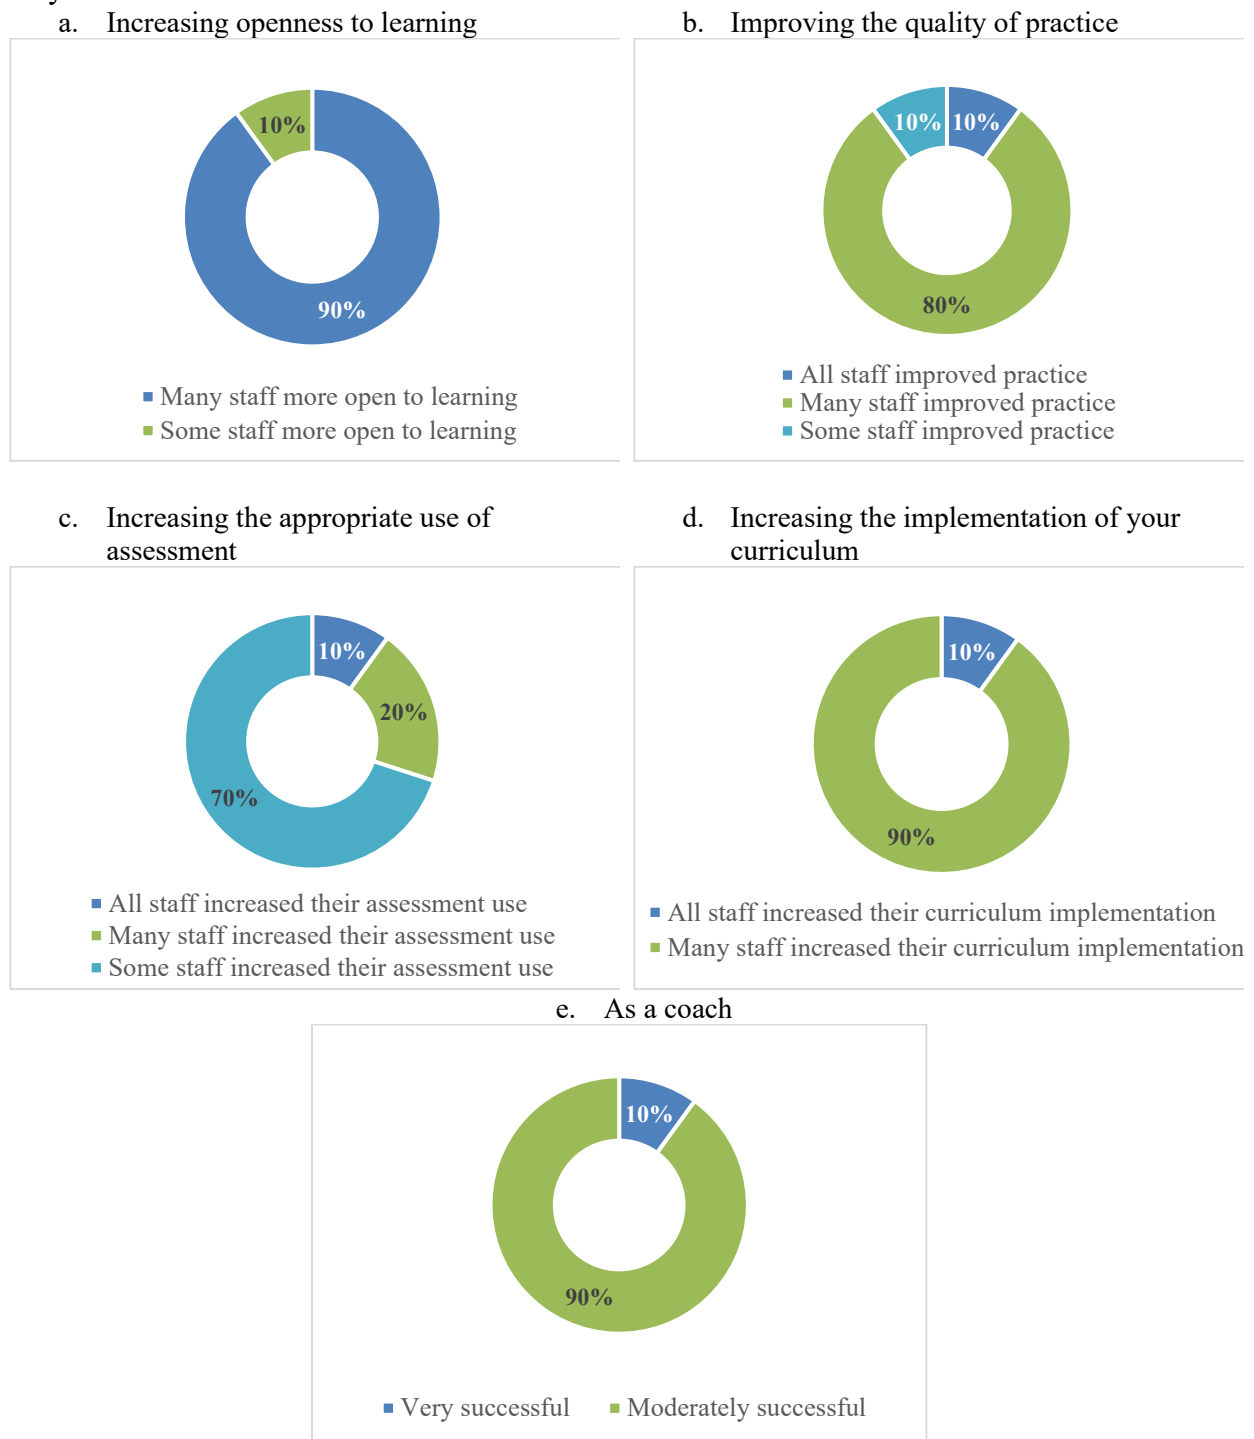 a. Increasing openness to learning
10%
90%
Many staff more open to learning
Some staff more open to learning
b. Improving the quality of practice
10% 10%
80%
All staff improved practice
Many staff improved practice
Some staff improved practice
c. Increasing the appropriate use of
assessment
10%
20%
70%
All staff increased their assessment use
Many staff increased their assessment use
Some staff increased their assessment use
d. Increasing the implementation of your
curriculum
10%
90%
All staff increased their curriculum implementation
Many staff increased their curriculum implementation
e. As a coach
10%
90%
Very successful Moderately successful